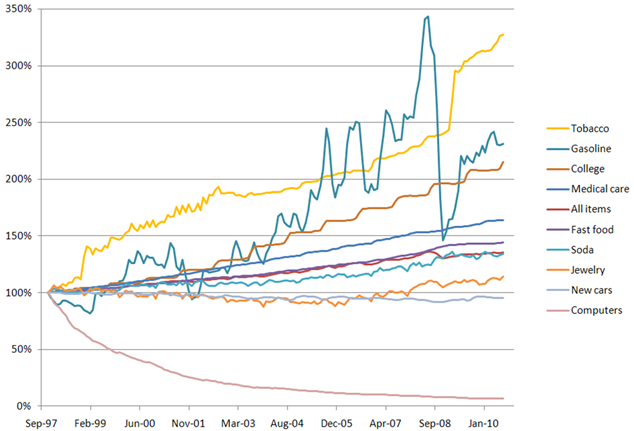 350%
300%
250%
200%
150%
100%
50%
0%
Sep-97
Feb-99
Jun-00
Nov-01
Mar-03
Aug-04
Dec-05
Apr-07
Sep-08
Jan-10
Tobacco
Gasoline
College
Medical care
All items
Fast food
Soda
Jewelry
New cars
Computers